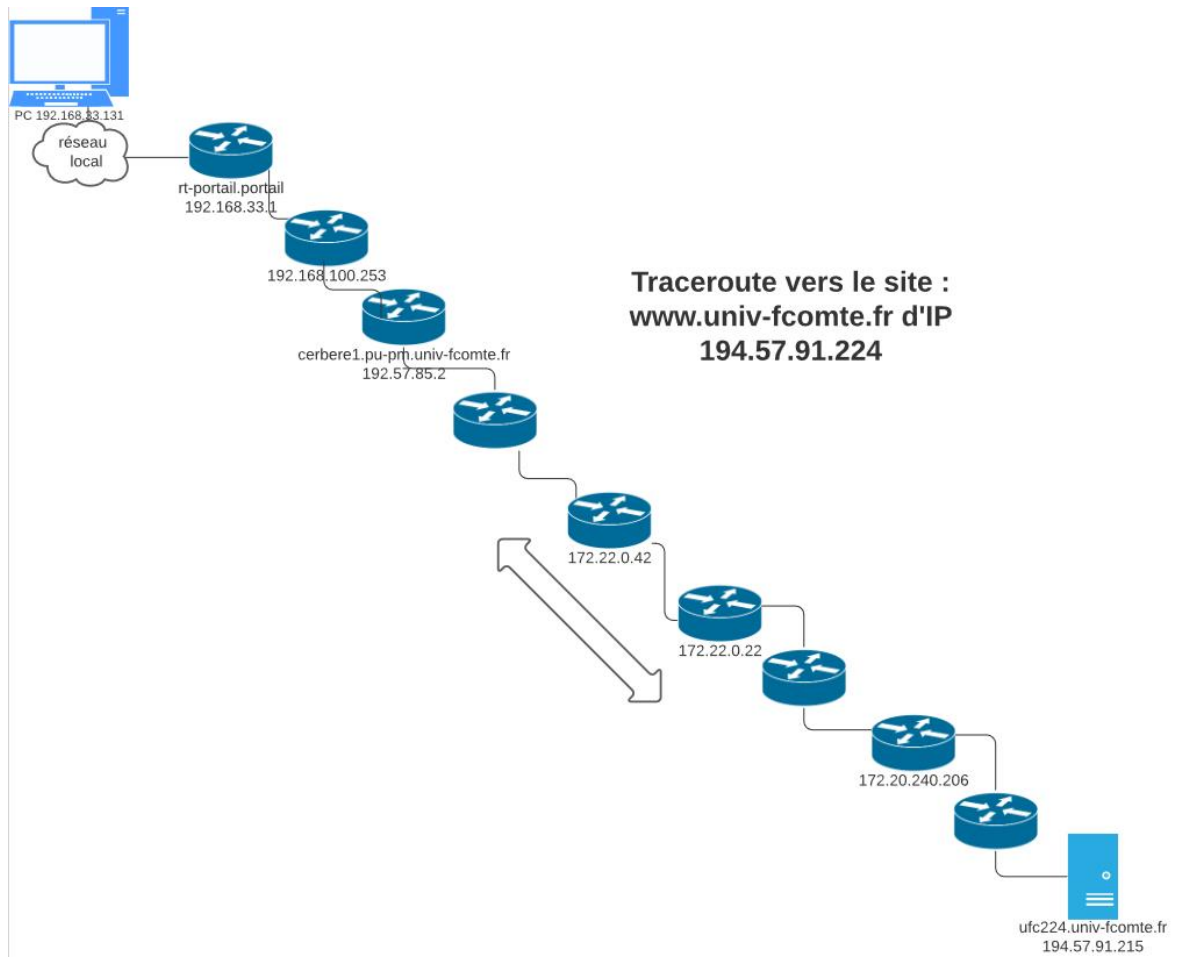 PC 192.168.33.131
réseau
local
rt-portail.portail
192.168.33.1
192.168.100.253
Traceroute vers le site :
www.univ-fcomte.fr d'IP
194.57.91.224
cerbere1.pu-pm.univ-fcomte.fr
192.57.85.2
172.22.0.42
172.22.0.22
172.20.240.206
ufc224.univ-fcomte.fr
194.57.91.215